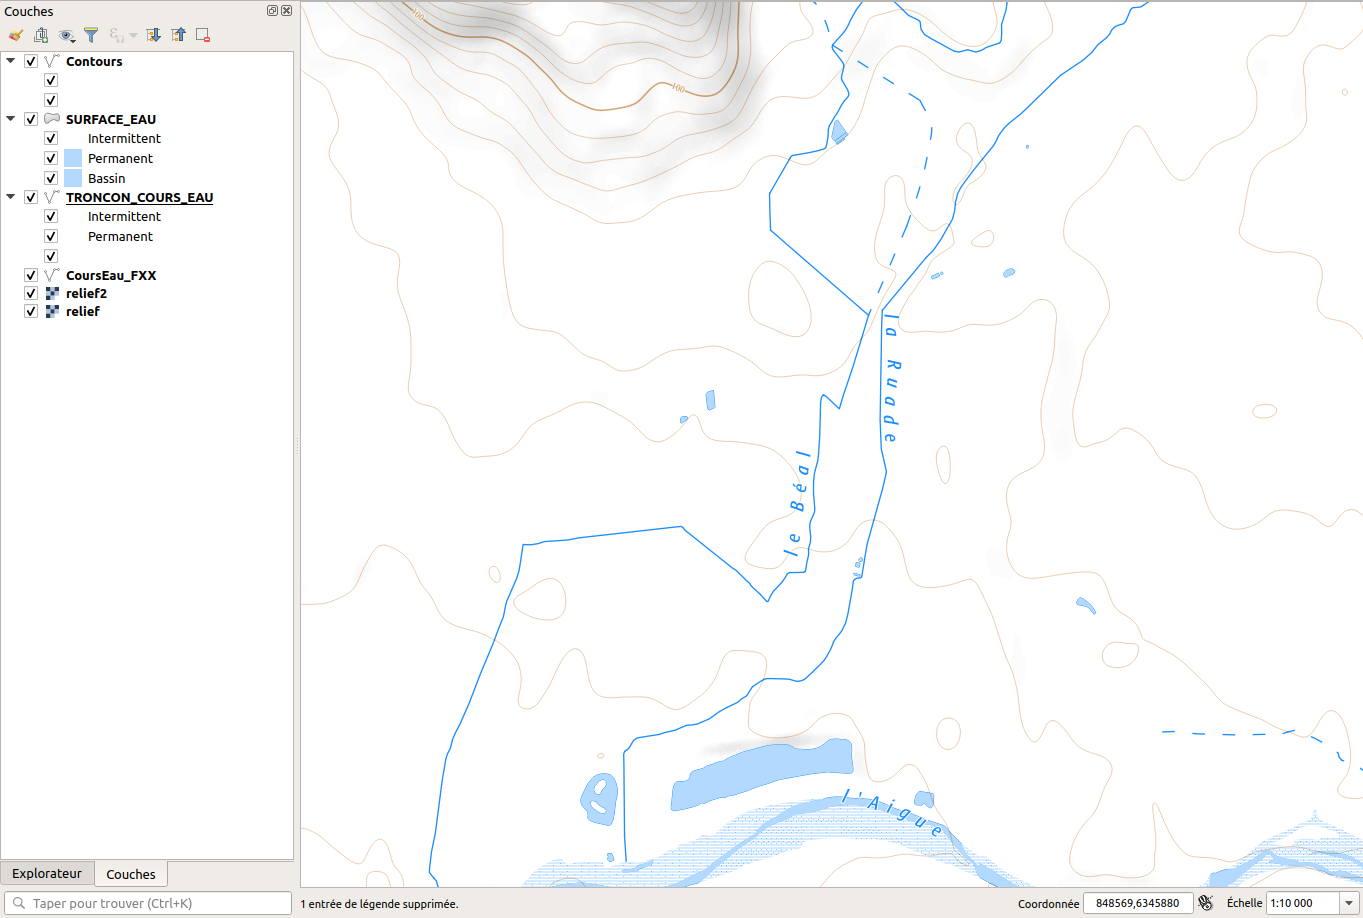 Couches
Contours
SURFACE_EAU
Intermittent
Permanent
Bassin
TRONCON_COURS_EAU
Intermittent
Permanent
CoursEau_FXX
relief2
relief
100
100
la Ruade
le Béal
l'Aigue
Explorateur
Couches
Taper pour trouver (Ctrl+K)
1 entrée de légende supprimée.
Coordonnée 848569,6345880 Échelle 1:10 000